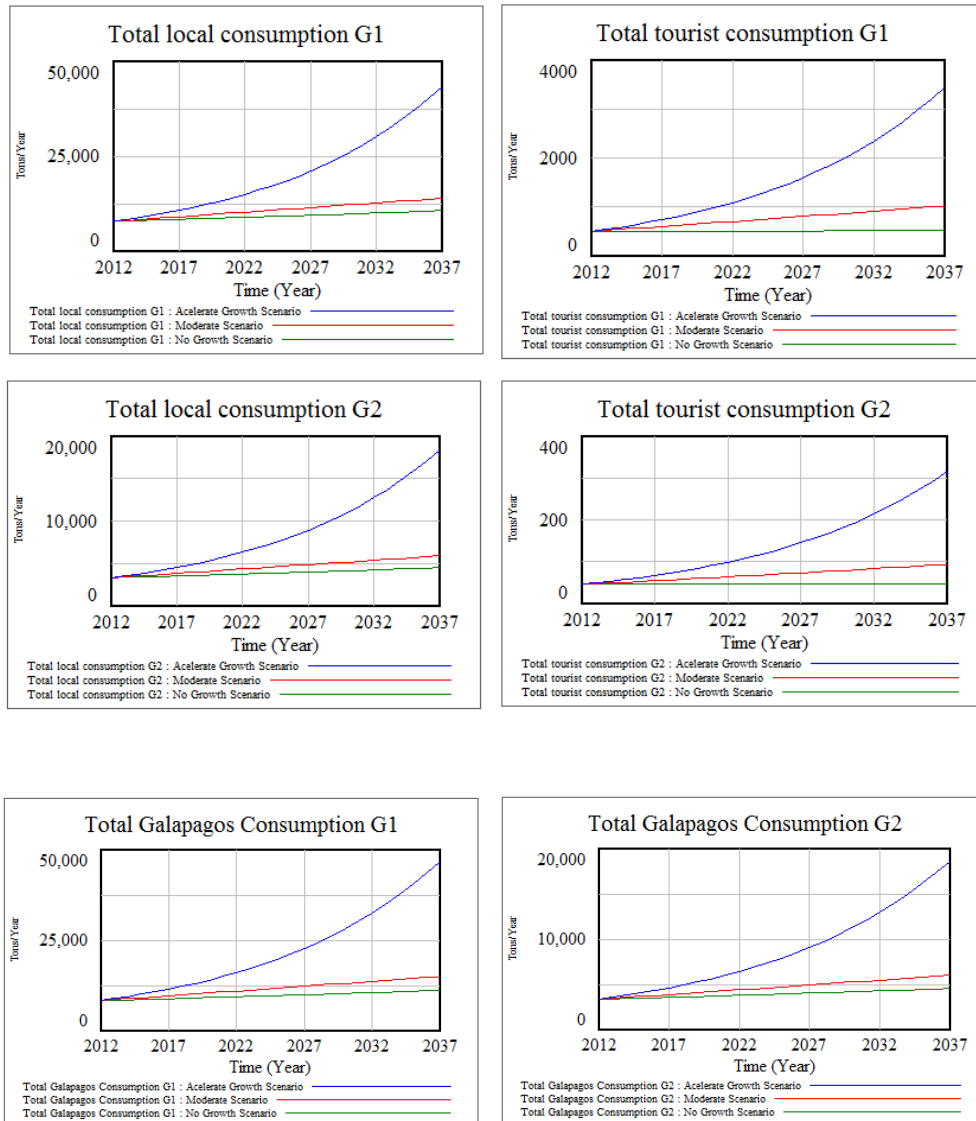 Total local consumption G1
50,000
25,000
0
Tons/Year
2012 2017 2022 2027 2032 2037
Time (Year)
Total local consumption G1 : Acelerate Growth Scenario
Total local consumption G1 : Moderate Scenario
Total local consumption G1 : No Growth Scenario
Total tourist consumption G1
4000
2000
0
Tons/Year
2012 2017 2022 2027 2032 2037
Time (Year)
Total tourist consumption G1 : Acelerate Growth Scenario
Total tourist consumption G1 : Moderate Scenario
Total tourist consumption G1 : No Growth Scenario
Total local consumption G2
20,000
10,000
0
Tons/Year
2012 2017 2022 2027 2032 2037
Time (Year)
Total local consumption G2 : Acelerate Growth Scenario
Total local consumption G2 : Moderate Scenario
Total local consumption G2 : No Growth Scenario
Total tourist consumption G2
400
200
0
Tons/Year
2012 2017 2022 2027 2032 2037
Time (Year)
Total tourist consumption G2 : Acelerate Growth Scenario
Total tourist consumption G2 : Moderate Scenario
Total tourist consumption G2 : No Growth Scenario
Total Galapagos Consumption G1
50,000
25,000
0
Tons/Year
2012 2017 2022 2027 2032 2037
Time (Year)
Total Galapagos Consumption G1 : Acelerate Growth Scenario
Total Galapagos Consumption G1 : Moderate Scenario
Total Galapagos Consumption G1 : No Growth Scenario
Total Galapagos Consumption G2
20,000
10,000
0
Tons/Year
2012 2017 2022 2027 2032 2037
Time (Year)
Total Galapagos Consumption G2 : Acelerate Growth Scenario
Total Galapagos Consumption G2 : Moderate Scenario
Total Galapagos Consumption G2 : No Growth Scenario